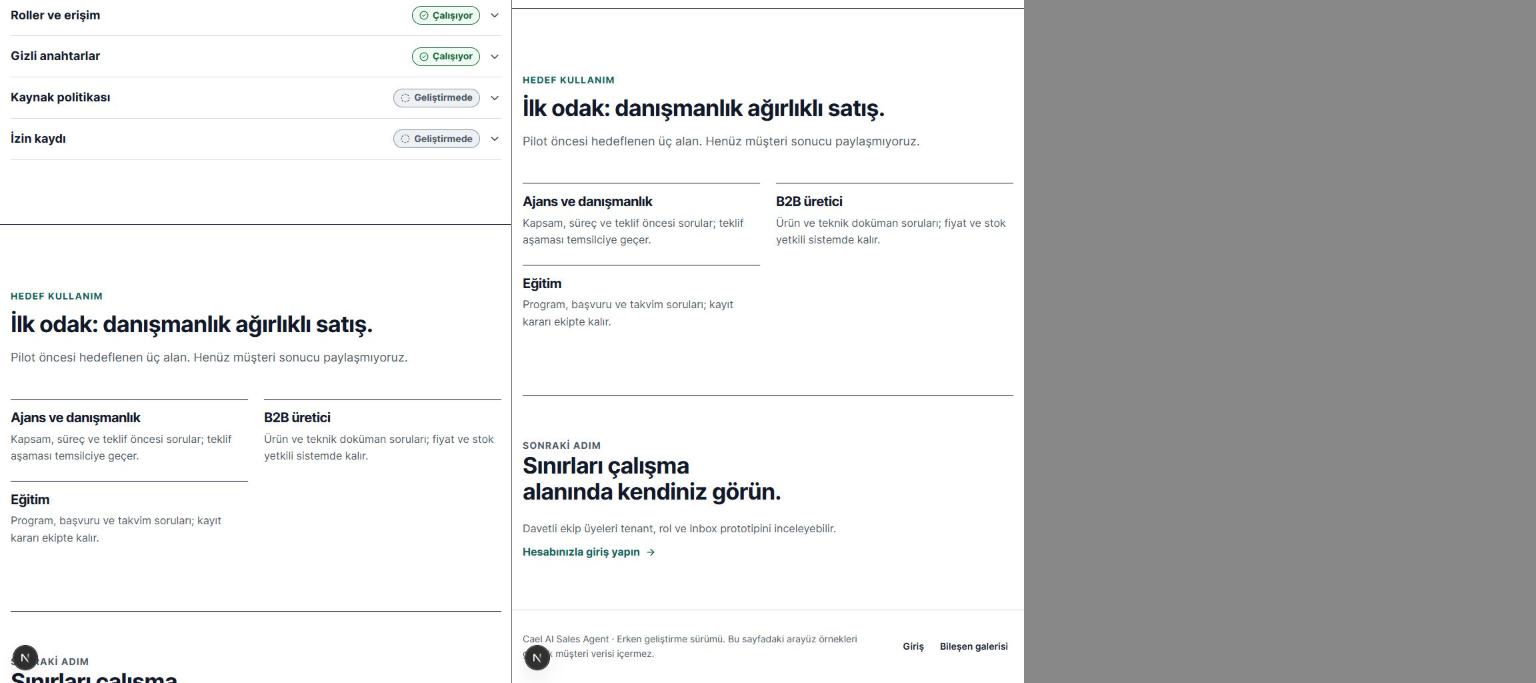 Roller ve erişim
Çalışıyor
Gizli anahtarlar
Çalışıyor
Kaynak politikası
Geliştirmede
İzin kaydı
Geliştirmede
HEDEF KULLANIM
İlk odak: danışmanlık ağırlıklı satış.
Pilot öncesi hedeflenen üç alan. Henüz müşteri sonucu paylaşmıyoruz.
Ajans ve danışmanlık
Kapsam, süreç ve teklif öncesi sorular; teklif
aşaması temsilciye geçer.
B2B üretici
Ürün ve teknik doküman soruları; fiyat ve stok
yetkili sistemde kalır.
Eğitim
Program, başvuru ve takvim soruları; kayıt
kararı ekipte kalır.
N
ADIM
Sınırları çalışma
HEDEF KULLANIM
İlk odak: danışmanlık ağırlıklı satış.
Pilot öncesi hedeflenen üç alan. Henüz müşteri sonucu paylaşmıyoruz.
Ajans ve danışmanlık
Kapsam, süreç ve teklif öncesi sorular; teklif
aşaması temsilciye geçer.
B2B üretici
Ürün ve teknik doküman soruları; fiyat ve stok
yetkili sistemde kalır.
Eğitim
Program, başvuru ve takvim soruları; kayıt
kararı ekipte kalır.
SONRAKİ ADIM
Sınırları çalışma
alanında kendiniz görün.
Davetli ekip üyeleri tenant, rol ve Inbox prototipini inceleyebilir.
Hesabınızla giriş yapın →
Cael AI Sales Agent · Erken geliştirme sürümü. Bu sayfadaki arayüz örnekleri
müşteri verisi içermez.
N
Giriş
Bileşen galerisi